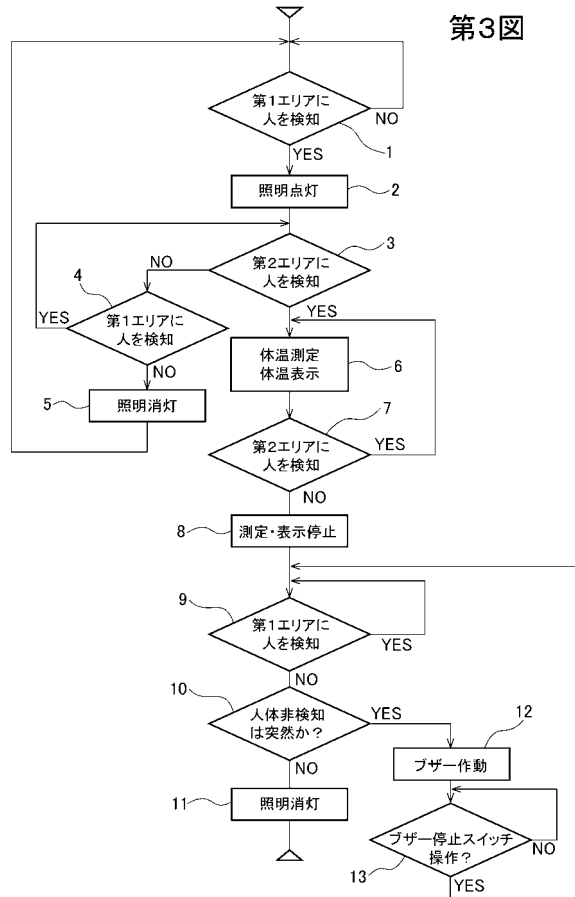 第3図
第1エリアに
人を検知
NO
1
YES
照明点灯
2
第2エリアに
人を検知
3
NO
YES
4
第1エリアに
人を検知
YES
NO
5
照明消灯
体温測定
体温表示
6
7
第2エリアに
人を検知
YES
NO
8
測定・表示停止
9
第1エリアに
人を検知
YES
NO
10
人体非検知
は突然か?
YES
NO
11
照明消灯
12
ブザー作動
ブザー停止スイッチ
操作?
NO
13
YES